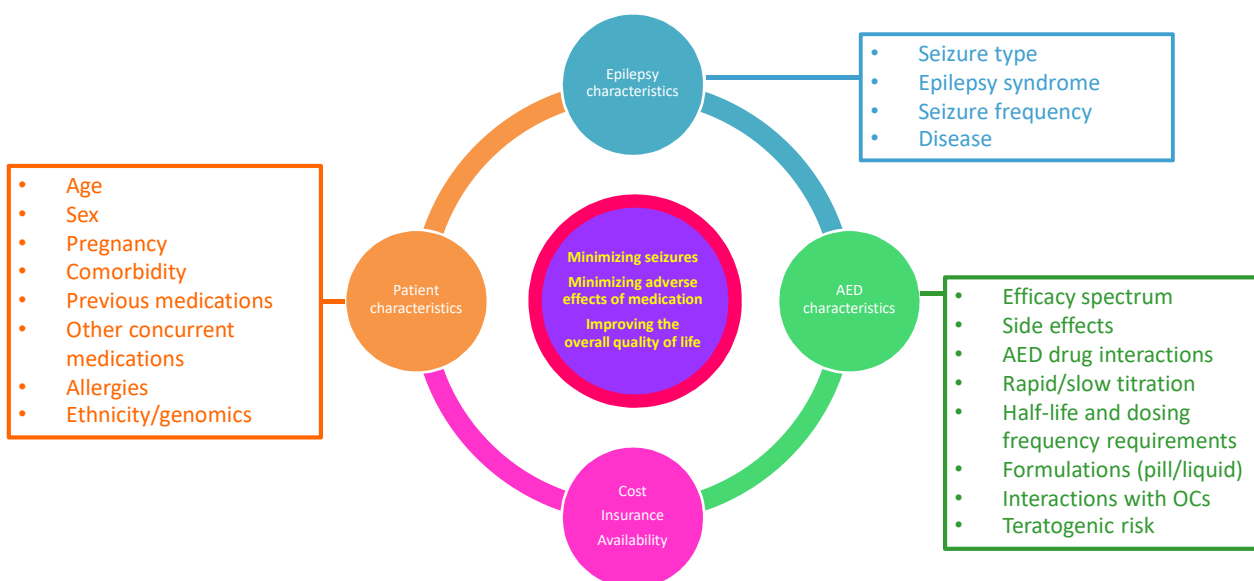 Epilepsy
characteristics
• Seizure type
• Epilepsy syndrome
• Seizure frequency
• Disease
• Age
• Sex
• Pregnancy
• Comorbidity
• Previous medications
• Other concurrent
medications
• Allergies
• Ethnicity/genomics
Patient
characteristics
Minimizing seizures
Minimizing adverse
effects of medication
Improving the
overall quality of life
AED
characteristics
• Efficacy spectrum
• Side effects
• AED drug interactions
• Rapid/slow titration
• Half-life and dosing
frequency requirements
• Formulations (pill/liquid)
• Interactions with OCs
• Teratogenic risk
Cost
Insurance
Availability